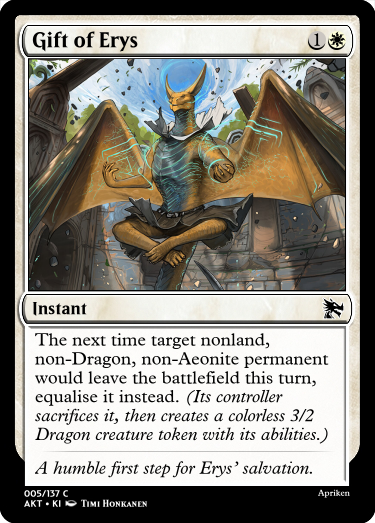 Gift of Erys 1
Instant
The next time target nonland,
non-Dragon, non-Aeonite permanent
would leave the battlefield this turn,
equalise it instead. (Its controller
sacrifices it, then creates a colorless 3/2
Dragon creature token with its abilities.)
A humble first step for Erys' salvation.
005/137 C
Apriken
AKT • KI TIMI HONKANEN